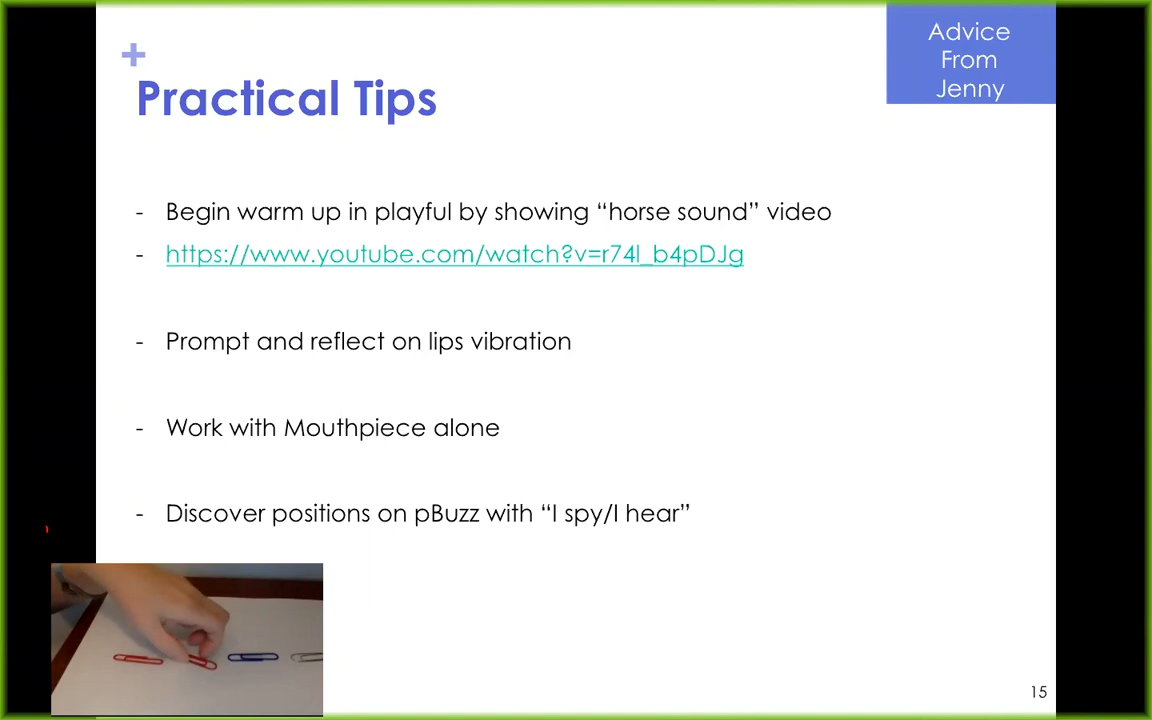 Advice
From
Jenny
+
Practical Tips
- Begin warm up in playful by showing “horse sound” video
- https://www.youtube.com/watch?v=r74l_b4pDJg
- Prompt and reflect on lips vibration
- Work with Mouthpiece alone
- Discover positions on pBuzz with “I spy/I hear”
15